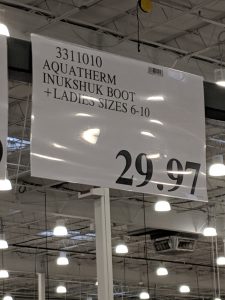 3311010
AQUATHERM
INUKSHUK BOOT
+LADIES SIZES 6-10
29.97